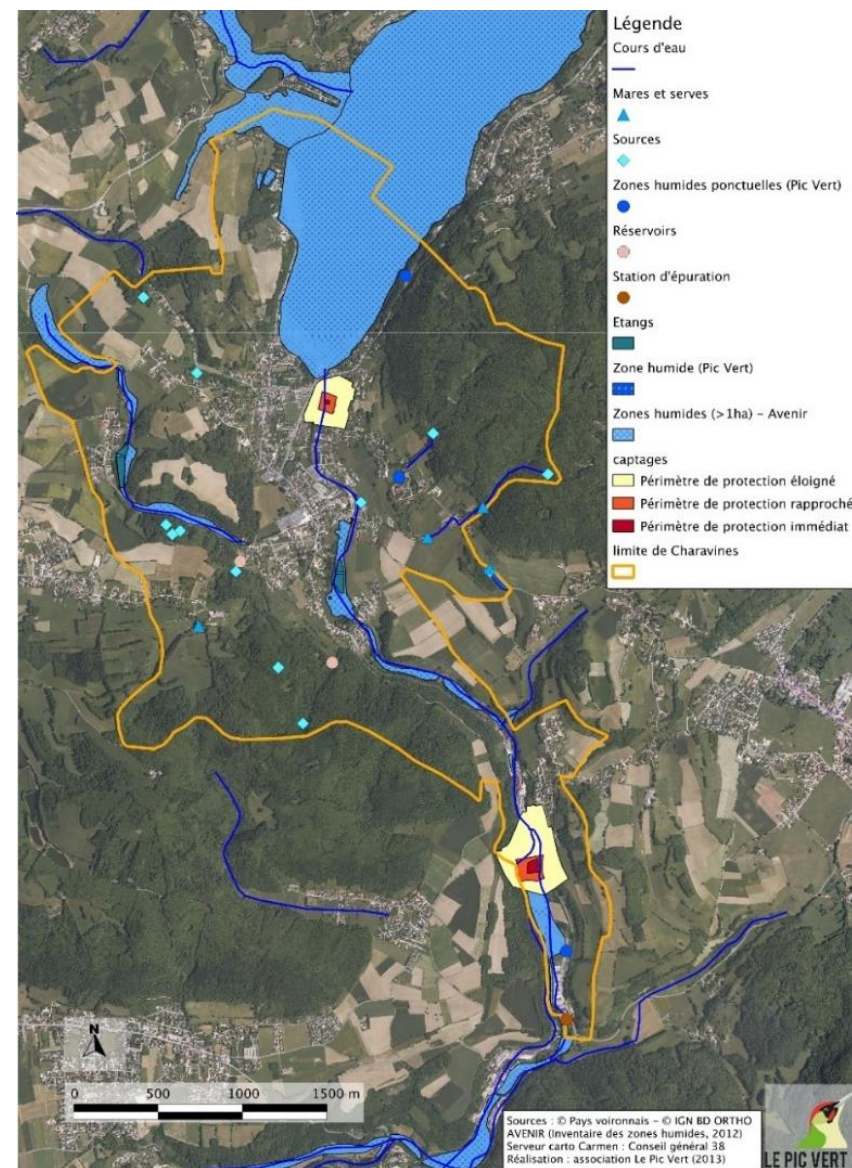 Légende
Cours d'eau
Mares et serves
Sources
Zones humides ponctuelles (Pic Vert)
Réservoirs
Station d'épuration
Etangs
Zone humide (Pic Vert)
Zones humides (>1ha) - Avenir
captages
Périmètre de protection éloigné
Périmètre de protection rapproché
Périmètre de protection immédiat
limite de Charavines
N
0 500 1000 1500 m
Sources : © Pays voironnais - © IGN BD ORTHO
AVENIR (Inventaire des zones humides, 2012)
Serveur carto Carmen : Conseil général 38
Réalisation : association Le Pic Vert (2013)
LE PIC VERT